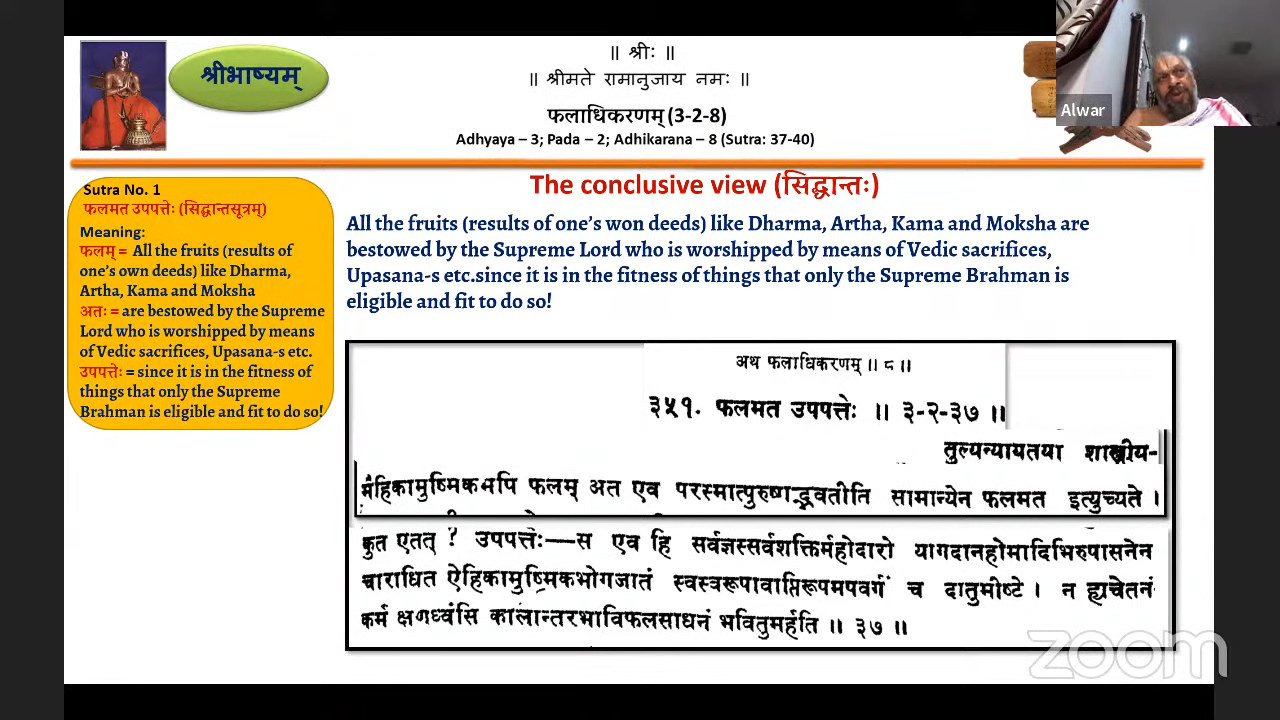 श्रीभाष्यम्
॥ श्रीः ॥
॥ श्रीमते रामानुजाय नमः ॥
फलाधिकरणम् (3-2-8)
Adhyaya – 3; Pada – 2; Adhikarana – 8 (Sutra: 37-40)
Alwar
Sutra No. 1
फलमत उपपत्तेः (सिद्धान्तसूत्रम्)
Meaning:
फलम् = All the fruits (results of
one's own deeds) like Dharma,
Artha, Kama and Moksha
अतः = are bestowed by the Supreme
Lord who is worshipped by means
of Vedic sacrifices, Upasana-s etc.
उपपत्तेः = since it is in the fitness of
things that only the Supreme
Brahman is eligible and fit to do so!
The conclusive view (सिद्धान्तः)
All the fruits (results of one's won deeds) like Dharma, Artha, Kama and Moksha are
bestowed by the Supreme Lord who is worshipped by means of Vedic sacrifices,
Upasana-s etc.since it is in the fitness of things that only the Supreme Brahman is
eligible and fit to do so!
अथ फलाधिकरणम् ॥ ८ ॥
३५१. फलमत उपपत्तेः ॥ ३-२-३७ ॥
तुल्यन्यायतया शास्त्रीय-
मैहिकामुष्मिकमपि फलम् अत एव परस्मात्पुरुषाद्भवतीति सामान्येन फलमत इत्युच्यते ।
कुत एतत् ? उपपत्तेः—स एव हि सर्वज्ञस्सर्वशक्तिर्महोदारो यागदानहोमादिभिरुपासनेन
चाराधित ऐहिकामुष्मिकभोगजातं स्वस्वरूपावाप्तिरूपमपवर्गं च दातुमीष्टे । न ह्यचेतनं
कर्म क्षणध्वंसि कालान्तरभाविफलसाधनं भवितुमर्हति ॥ ३७ ॥
zoom